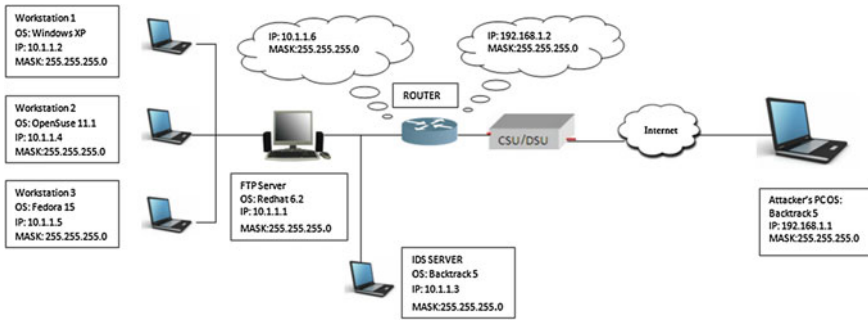 Workstation 1
OS: Windows XP
IP: 10.1.1.2
MASK: 255.255.255.0
Workstation 2
OS: OpenSuse 11.1
IP: 10.1.1.4
MASK:255.255.255.0
Workstation 3
OS: Fedora 15
IP: 10.1.1.5
MASK: 255.255.255.0
IP: 10.1.1.6
MASK:255.255.255.0
IP: 192.168.1.2
MASK:255.255.255.0
ROUTER
CSU/DSU
Internet
FTP Server
OS: Redhat 6.2
IP: 10.1.1.1
MASK:255.255.255.0
IDS SERVER
OS: Backtrack 5
IP: 10.1.1.3
MASK:255.255.255.0
Attacker's PC OS:
Backtrack 5
IP: 192.168.1.1
MASK:255.255.255.0